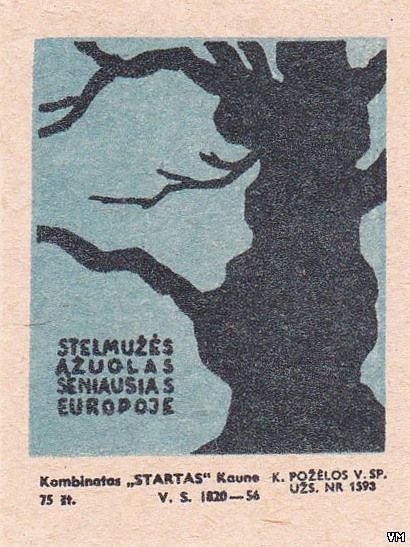 STELMUŽĖS
ĄŽUOLAS
SENIAUSIAS
EUROPOJE
Kombinatas „STARTAS" Kaune
K. POŽĖLOS V. SP.
75 št.
V. S. 1820—56
UŽS. NR 1593
VM